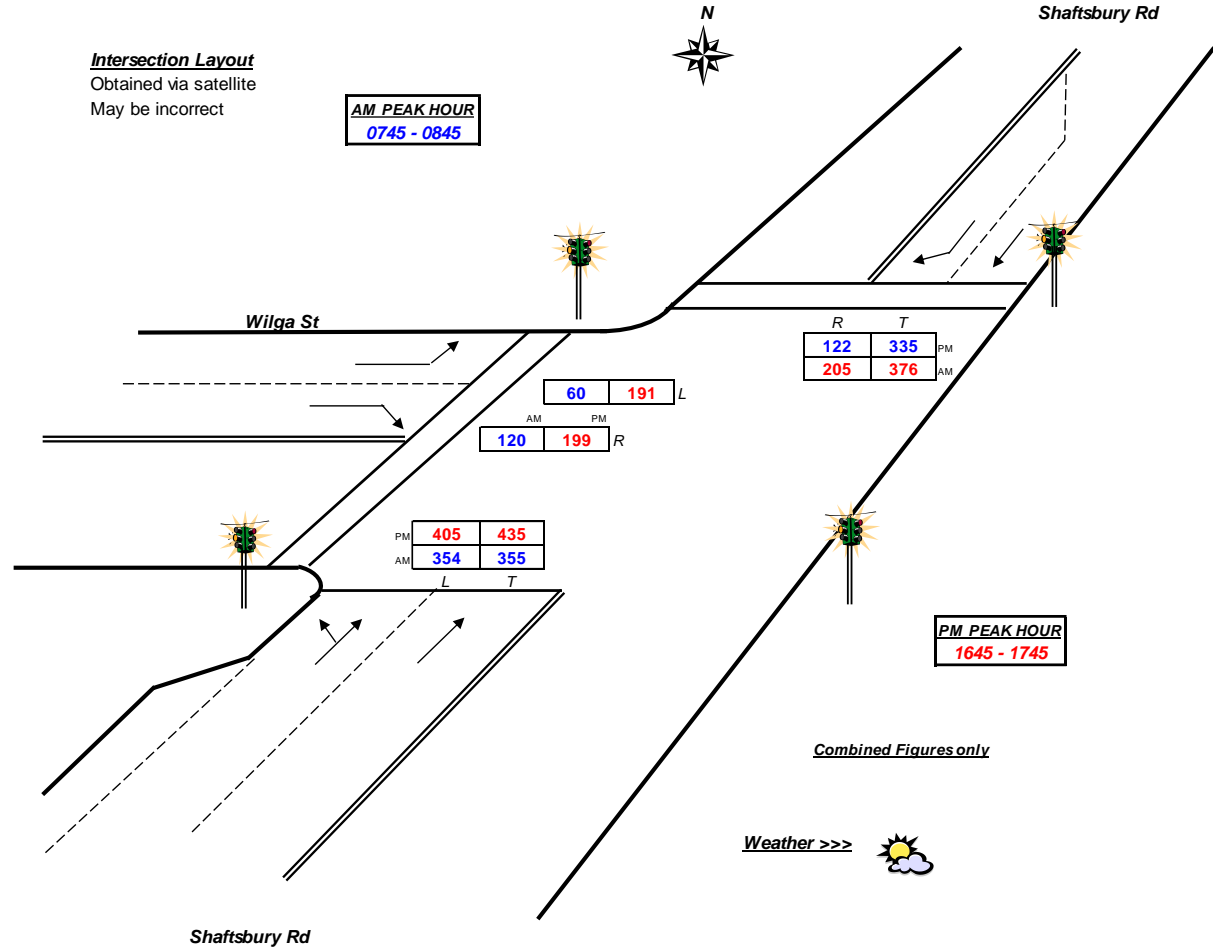 N
Shaftsbury Rd
Intersection Layout
Obtained via satellite
May be incorrect
AM PEAK HOUR
0745 - 0845
Wilga St
R T
122 335 PM
205 376 AM
60 191 L
AM PM
120 199 R
PM 405 435
AM 354 355
L T
PM PEAK HOUR
1645 - 1745
Combined Figures only
Weather >>>
Shaftsbury Rd